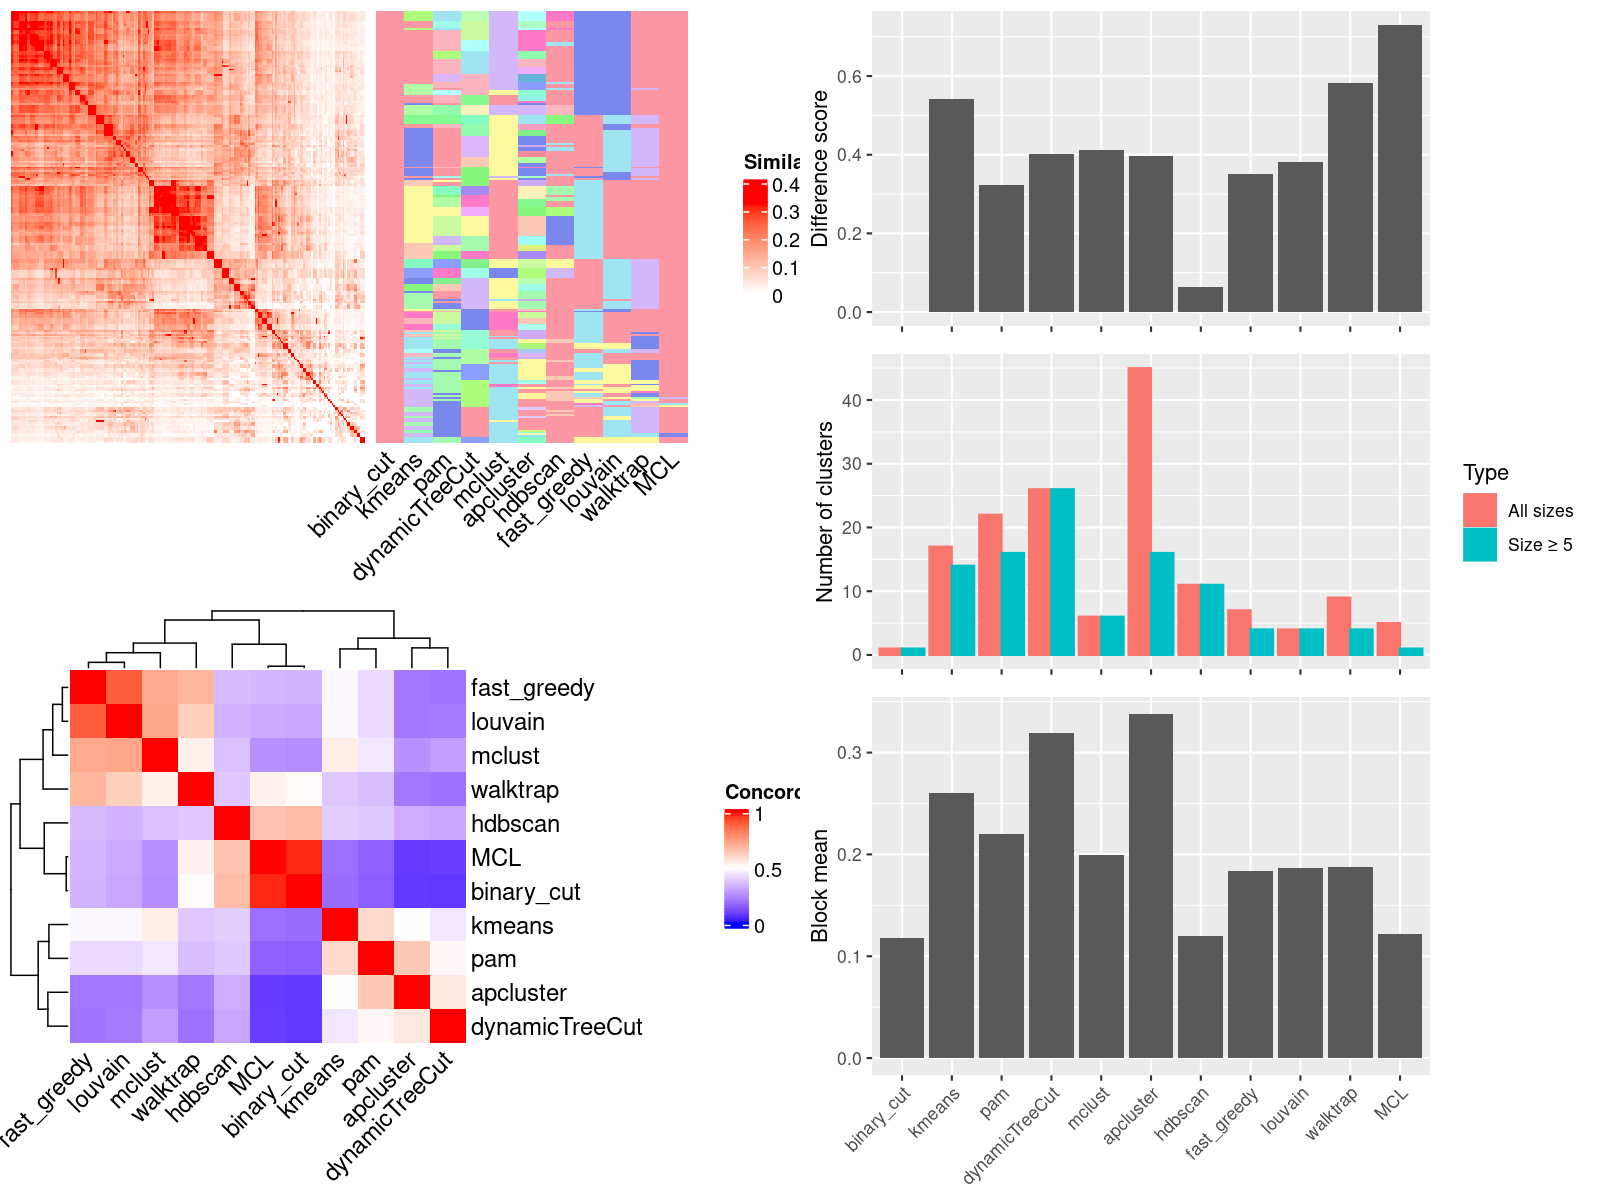 Simila
0.4
0.3
0.2
0.1
0
binary_cut
kmeans
pam
dynamicTreeCut
mclust
apcluster
hdbscan
fast_greedy
louvain
walktrap
MCL
fast_greedy
louvain
mclust
walktrap
hdbscan
MCL
binary_cut
kmeans
pam
apcluster
dynamicTreeCut
fast_greedy
louvain
mclust
walktrap
hdbscan
MCL
binary_cut
kmeans
pam
apcluster
dynamicTreeCut
Concord
1
0.5
0
Difference score
0.6
0.4
0.2
0.0
Number of clusters
40
30
20
10
0
Type
All sizes
Size ≥ 5
Block mean
0.3
0.2
0.1
0.0
binary_cut
kmeans
pam
dynamicTreeCut
mclust
apcluster
hdbscan
fast_greedy
louvain
walktrap
MCL